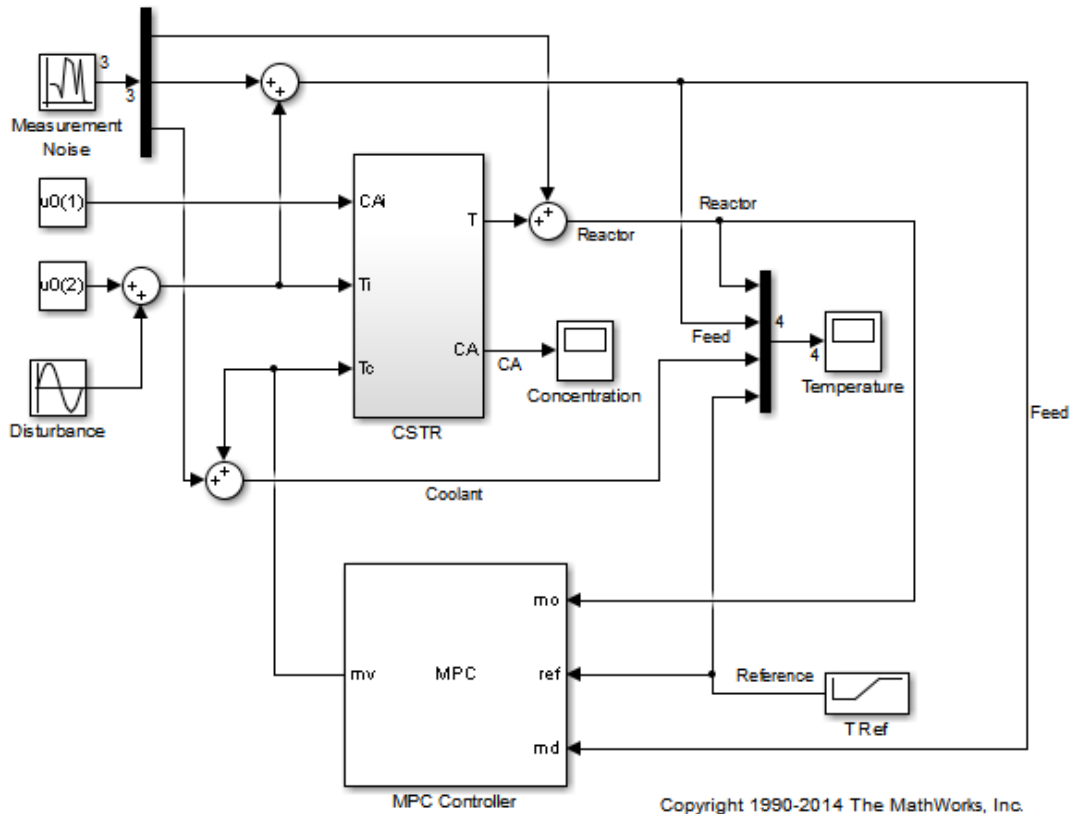 3
3
Measurement
Noise
u0(1)
CAi
T
Reactor
Reactor
u0(2)
Ti
4
Feed
4
CA
CA
Concentration
Temperature
Tc
Disturbance
CSTR
Feed
Coolant
mo
mv
MPC
ref
Reference
T Ref
md
MPC Controller
Copyright 1990-2014 The MathWorks, Inc.